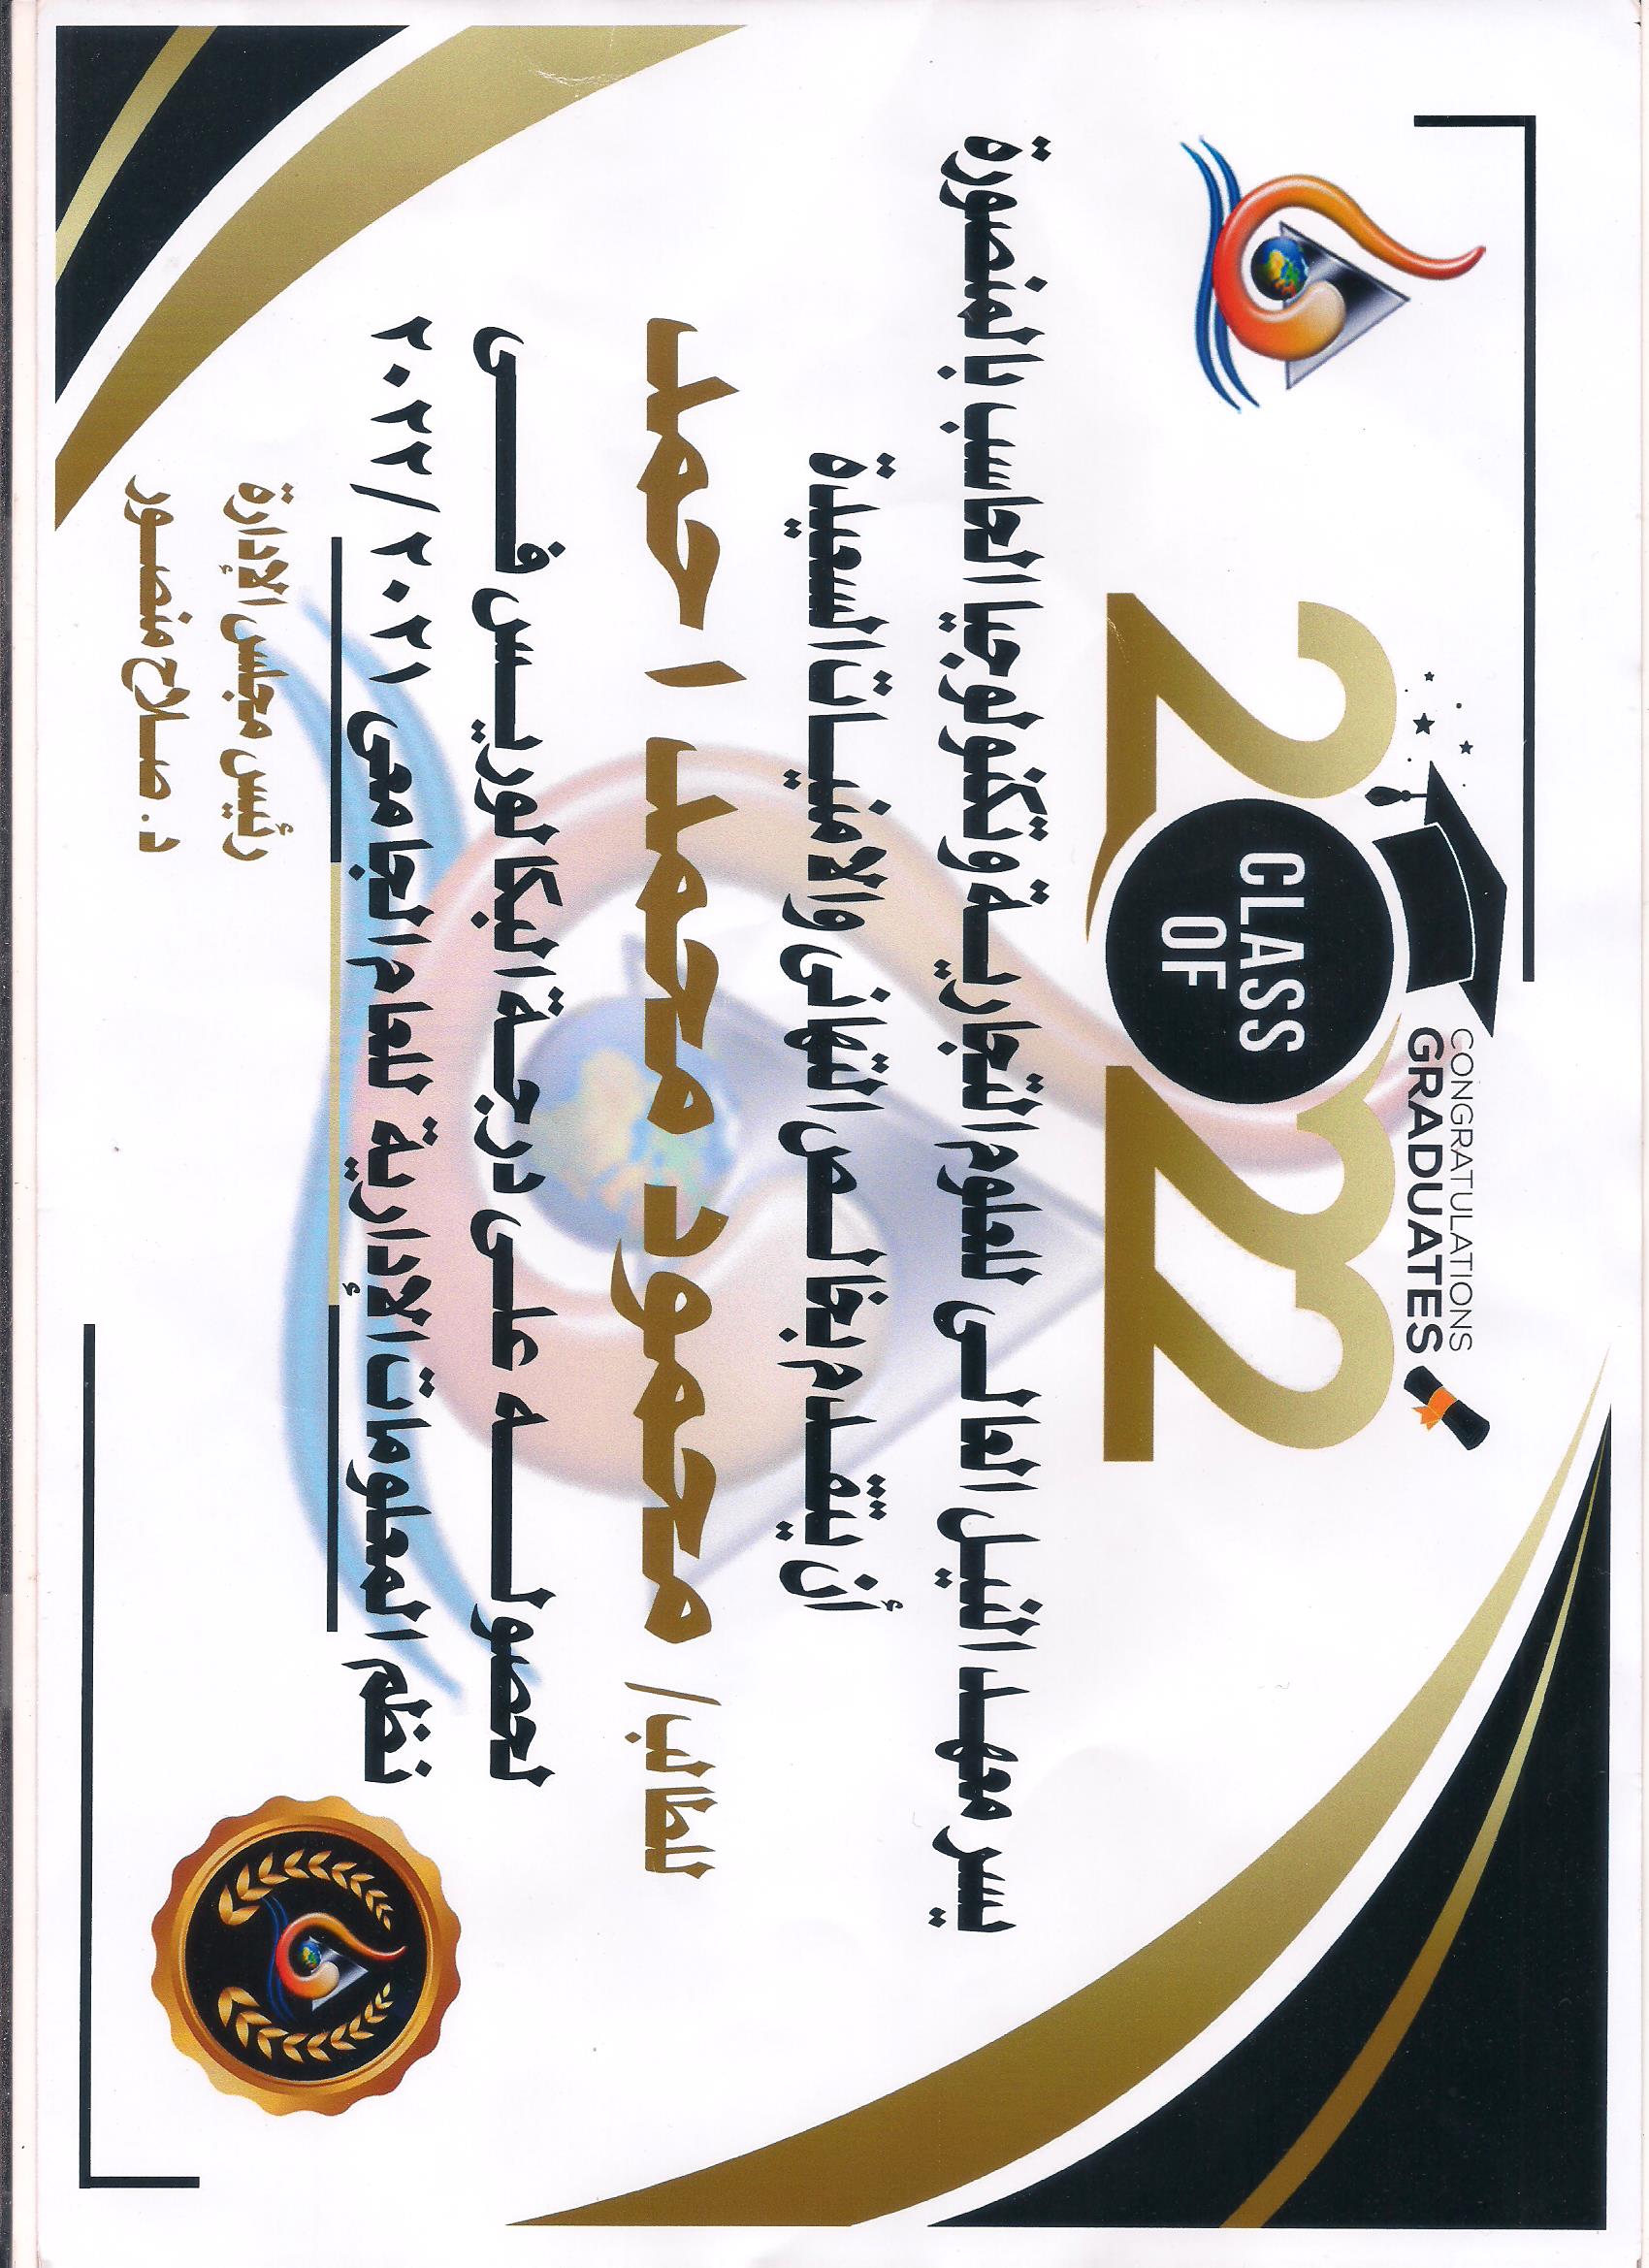 CONGRATULATIONS
GRADUATES
2022
CLASS
OF
يسر معهد النيل العالى للعلوم التجارية وتكنولوجيا الحاسب بالمنصورة
أن يتقدم بخالص التهانى والامنيات السعيدة
للطالب/ محمود محمد احمد
لحصوله على درجة البكالوريس فى
نظم المعلومات الإدارية للعام الجامعى ٢٠٢١/ ٢٠٢٢
رئيس مجلس الإدارة
د. صلاح منصور